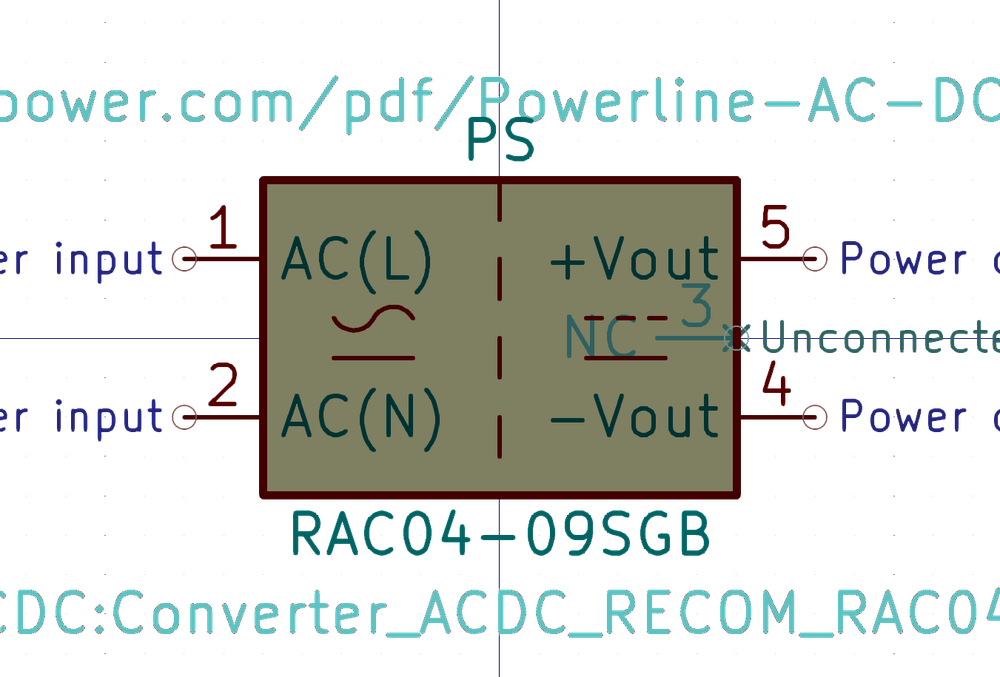 power.com/pdf/Powerline-AC-DC
PS
1 5
er input AC(L) +Vout Power o
3
NC Unconnecte
2 4
er input AC(N) -Vout Power o
RAC04-09SGB
CDC:Converter_ACDC_RECOM_RAC04